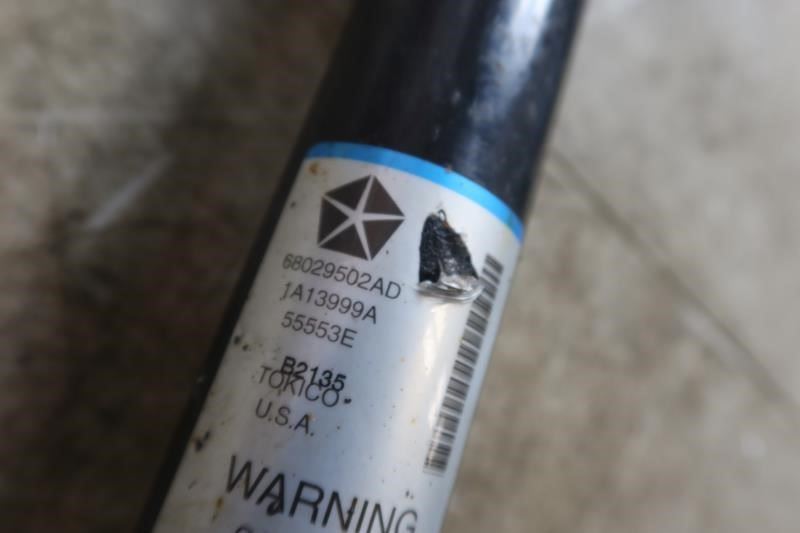 68029502AD
1A13999A
55553E
B2135
TOKICO
U.S.A.
WARNING